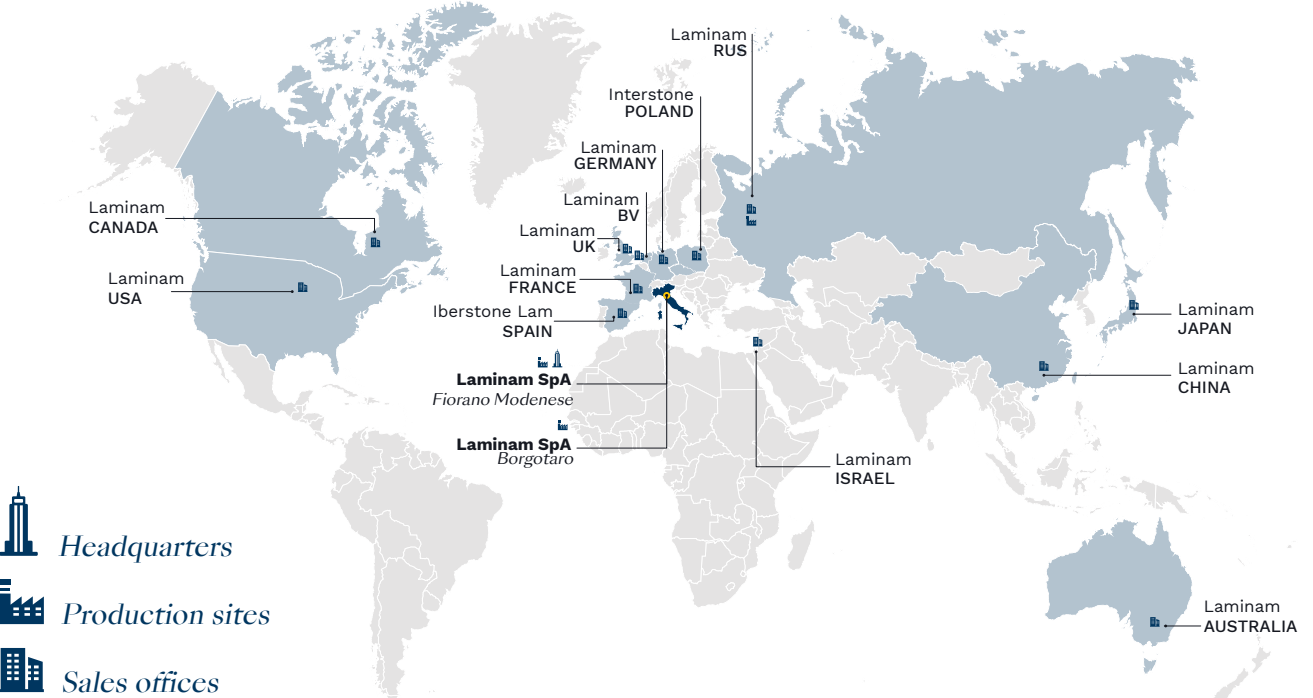 Laminam
RUS
Interstone
POLAND
Laminam
GERMANY
Laminam
BV
Laminam
UK
Laminam
CANADA
Laminam
USA
Laminam
FRANCE
Iberstone Lam
SPAIN
Laminam SpA
Fiorano Modenese
Laminam SpA
Borgotaro
Laminam
JAPAN
Laminam
CHINA
Laminam
ISRAEL
Laminam
AUSTRALIA
Headquarters
Production sites
Sales offices